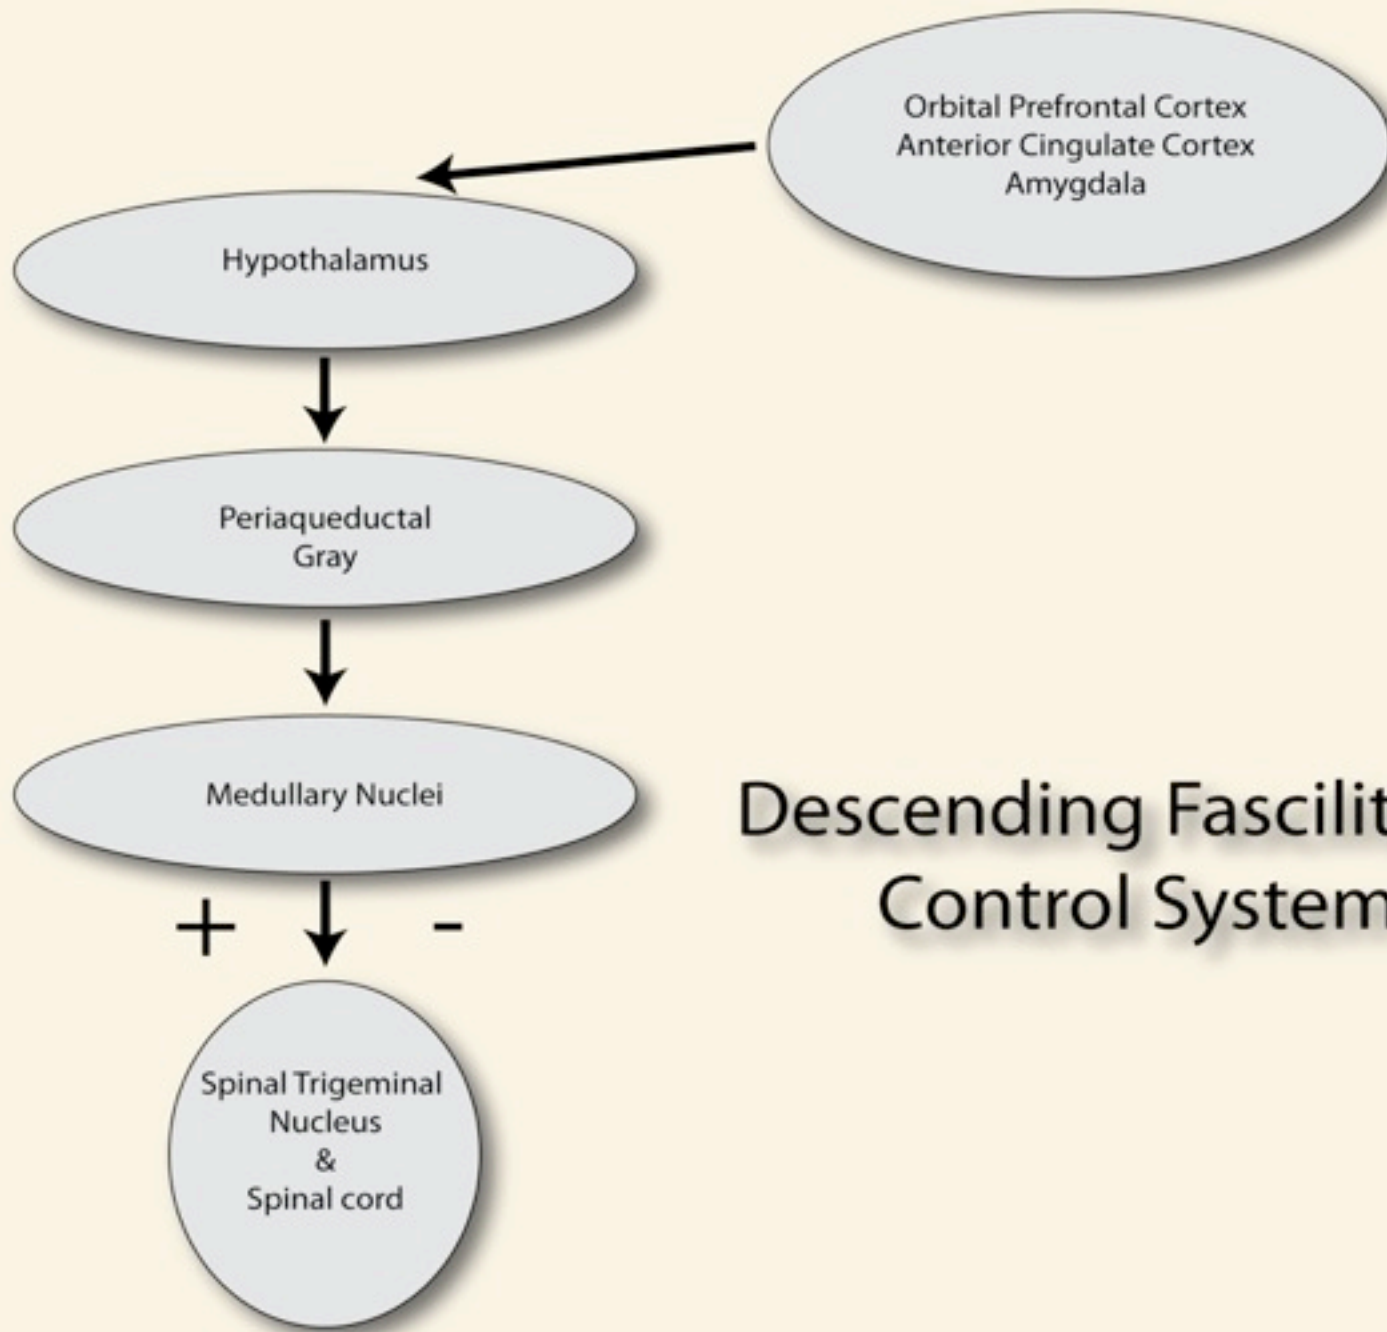 Orbital Prefrontal Cortex
Anterior Cingulate Cortex
Amygdala
Hypothalamus
Periaqueductal
Gray
Medullary Nuclei
+ -
Spinal Trigeminal
Nucleus
&
Spinal cord
Descending Fascilit
Control System